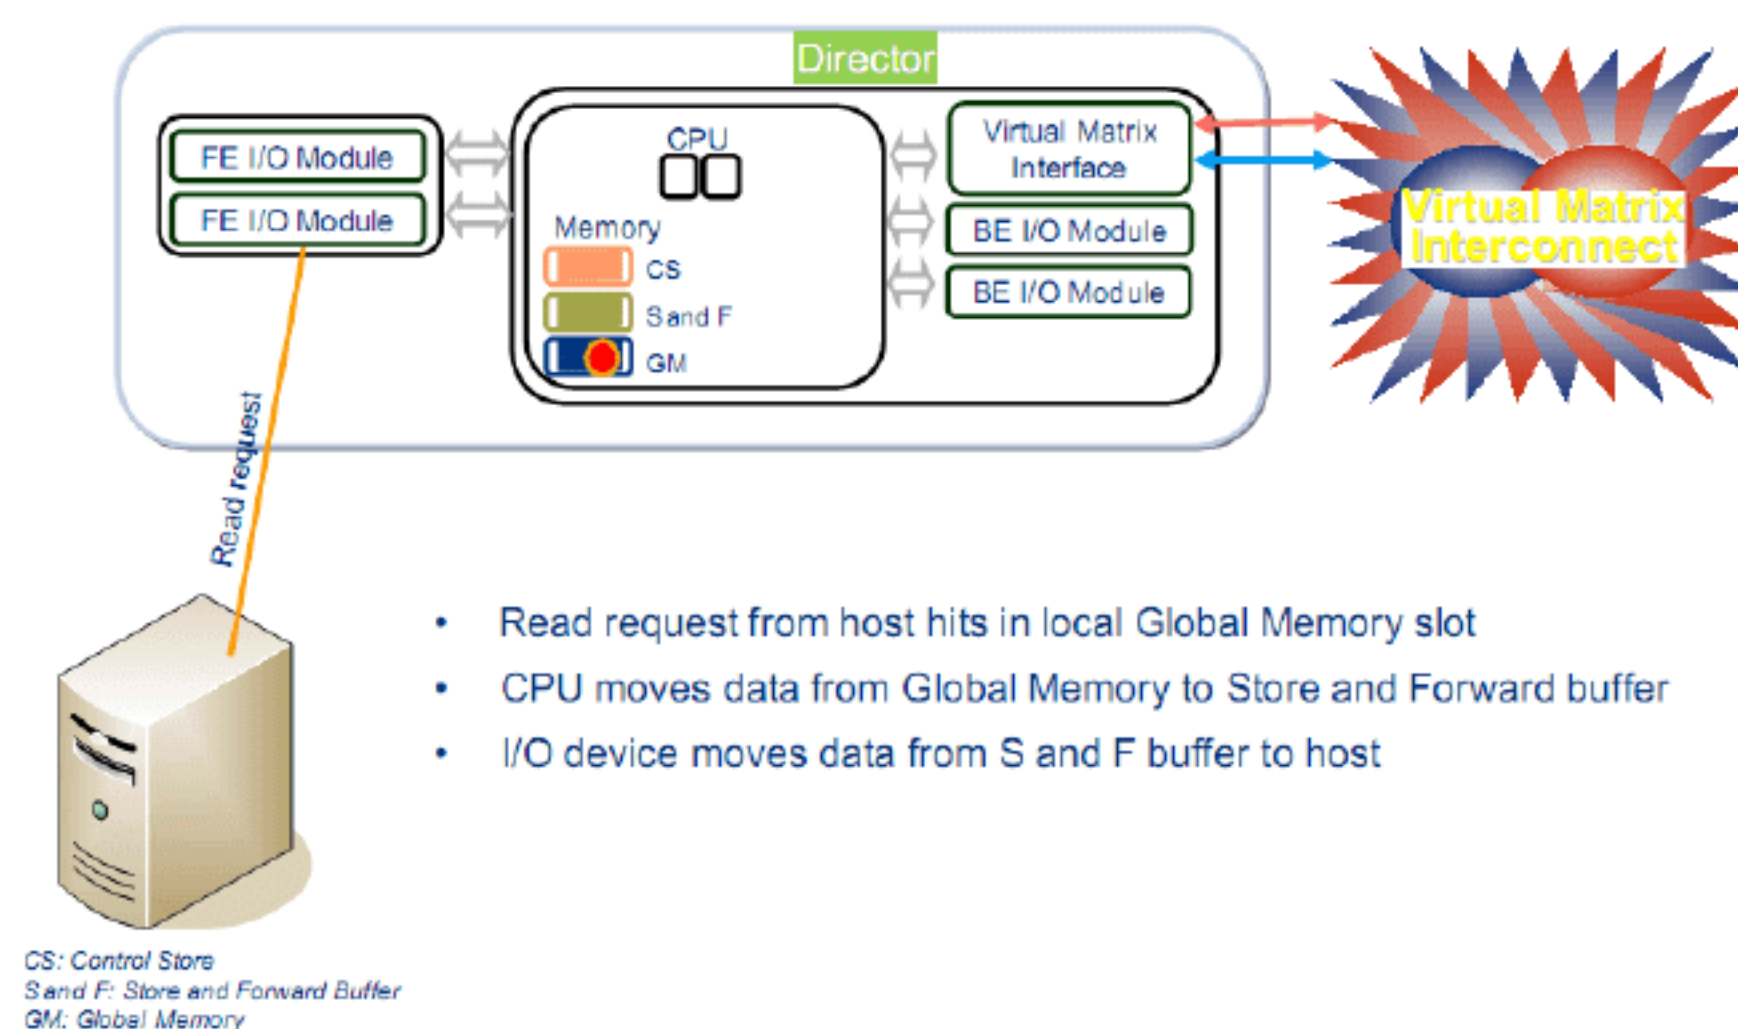 Director
FE I/O Module
FE I/O Module
CPU
Memory
CS
S and F
GM
Virtual Matrix
Interface
BE I/O Module
BE I/O Module
Virtual Matrix
Interconnect
Read request
• Read request from host hits in local Global Memory slot
• CPU moves data from Global Memory to Store and Forward buffer
• I/O device moves data from S and F buffer to host
CS: Control Store
S and F: Store and Forward Buffer
GM: Global Memory